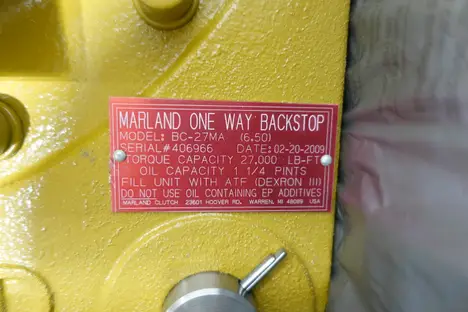 MARLAND ONE WAY BACKSTOP
MODEL: BC-27MA (6.50)
SERIAL#406966 DATE: 02-20-2009
TORQUE CAPACITY 27,000 LB-FT
OIL CAPACITY 1 1/4 PINTS
FILL UNIT WITH ATF (DEXRON III)
DO NOT USE OIL CONTAINING EP ADDITIVES
MARLAND CLUTCH 23601 HOOVER RD. WARREN, MI 48089 USA